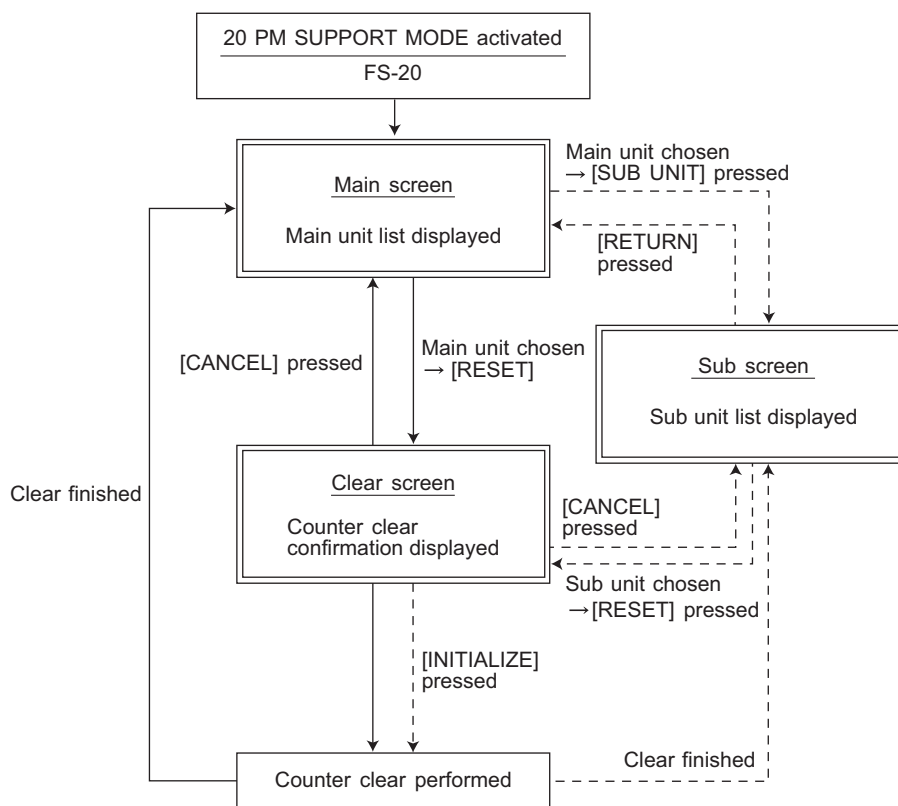 20 PM SUPPORT MODE activated
FS-20
Main screen
Main unit list displayed
Main unit chosen
→ [SUB UNIT] pressed
[RETURN]
pressed
[CANCEL] pressed
Main unit chosen
→ [RESET]
Sub screen
Sub unit list displayed
Clear finished
Clear screen
Counter clear
confirmation displayed
[CANCEL]
pressed
Sub unit chosen
→[RESET] pressed
[INITIALIZE]
pressed
Clear finished
Counter clear performed